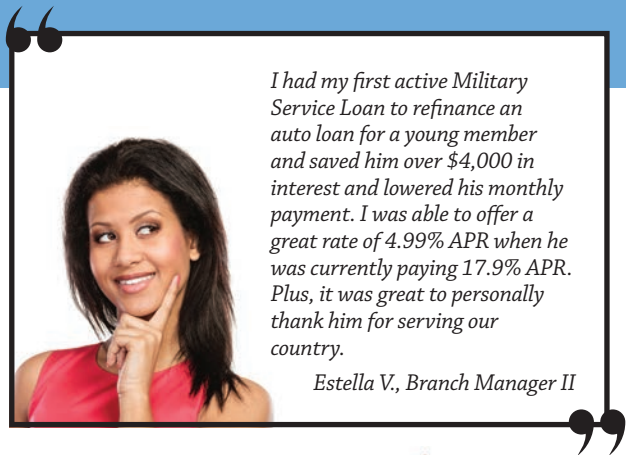 I had my first active Military
Service Loan to refinance an
auto loan for a young member
and saved him over $4,000 in
interest and lowered his monthly
payment. I was able to offer a
great rate of 4.99% APR when he
was currently paying 17.9% APR.
Plus, it was great to personally
thank him for serving our
country.
Estella V., Branch Manager II